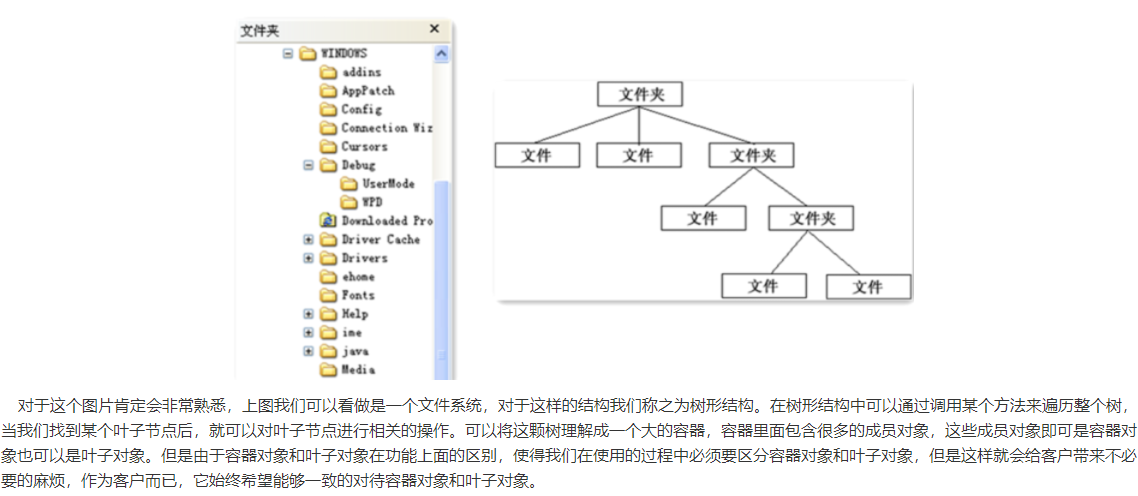 文件夹
WINDOWS
addins
AppPatch
Config
Connection Wiz
Cursors
Debug
UserMode
WPD
Downloaded Pro
Driver Cache
Drivers
ehome
Fonts
Help
ime
java
Media
文件夹
文件 文件 文件夹
文件 文件夹
文件 文件
对于这个图片肯定会非常熟悉，上图我们可以看做是一个文件系统，对于这样的结构我们称之为树形结构。在树形结构中可以通过调用某个方法来遍历整个树，
当我们找到某个叶子节点后，就可以对叶子节点进行相关的操作。可以将这颗树理解成一个大的容器，容器里面包含很多的成员对象，这些成员对象即可是容器对
象也可以是叶子对象。但是由于容器对象和叶子对象在功能上面的区别，使得我们在使用的过程中必须要区分容器对象和叶子对象，但是这样就会给客户带来不必
要的麻烦，作为客户而已，它始终希望能够一致的对待容器对象和叶子对象。